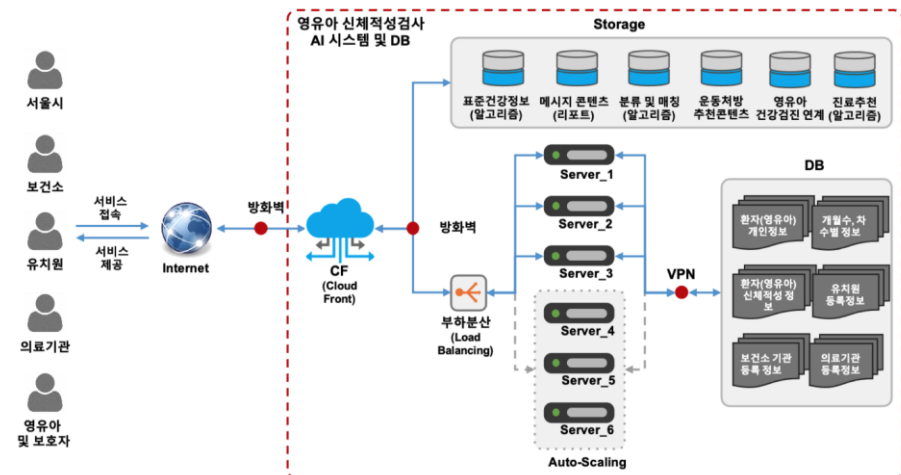 영유아 신체적성검사
AI 시스템 및 DB
Storage
표준건강정보
(알고리즘)
메시지 콘텐츠
(리포트)
분류 및 매칭
(알고리즘)
운동처방
추천콘텐츠
영유아
건강검진 연계
진료추천
(알고리즘)
서울시
보건소
유치원
의료기관
영유아
및 보호자
서비스
접속
서비스
제공
Internet
방화벽
CF
(Cloud
Front)
방화벽
부하분산
(Load
Balancing)
Server_1
Server_2
Server_3
Server_4
Server_5
Server_6
Auto-Scaling
VPN
DB
환자(영유아)
개인정보
개월수, 차
수별 정보
환자(영유아)
신체적성 정
보
유치원
등록정보
보건소 기관
등록 정보
의료기관
등록정보